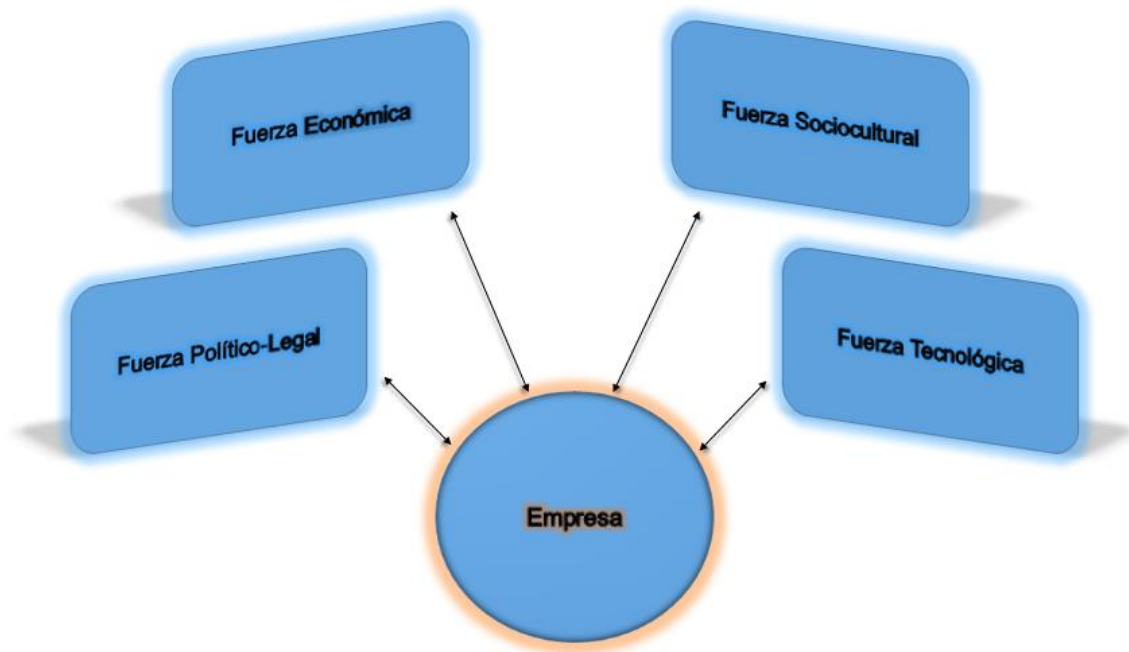 Fuerza Económica
Fuerza Sociocultural
Fuerza Político-Legal
Fuerza Tecnológica
Empresa